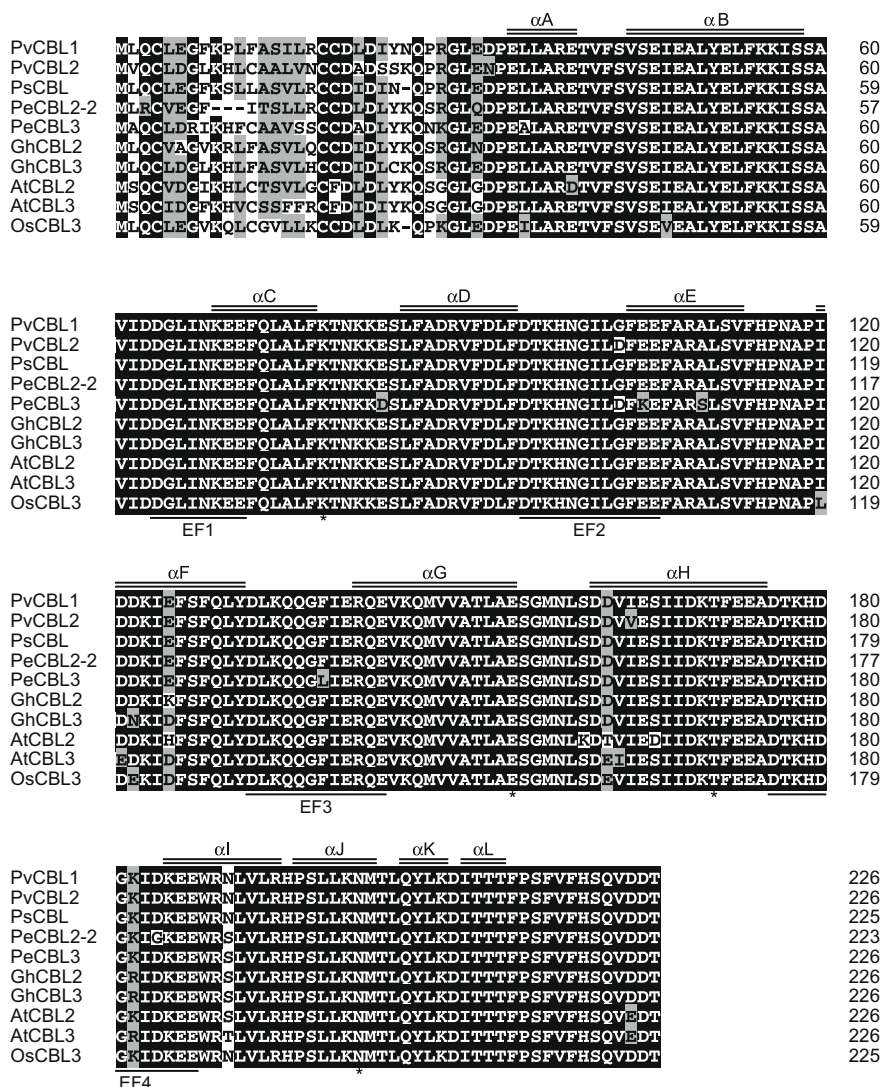 αA αB
PvCBL1 MLQCLEGFKPLFASILRCCDLDIYNQPRGLEDPELLARETVFSVSEIEALYELFKKISSA 60
PvCBL2 MVQCLDGLKHLCAALVNCCDADSSKQPRGLENPELLARETVFSVSEIEALYELFKKISSA 60
PsCBL MLQCLEGFKSLLASVLRCCDIDIN-QPRGLEDPELLARETVFSVSEIEALYELFKKISSA 59
PeCBL2-2 MLRCVEGF---ITSLLRCCDLDLYKQSRGLQDPELLARETVFSVSEIEALYELFKKISSA 57
PeCBL3 MAQCLDRIKHFCAAVSSCCDADLYKQNKGLEDPEALARETVFSVSEIEALYELFKKISSA 60
GhCBL2 MLQCVAGVKRLFASVLQCCDIDLYKQSRGLNDPELLARETVFSVSEIEALYELFKKISSA 60
GhCBL3 MLQCLDGLKHLFASVLHCCDIDLCKQSRGLEDPELLARETVFSVSEIEALYELFKKISSA 60
AtCBL2 MSQCVDGIKHLCTSVLGCFDLDLYKQSGGLGDPELLARDTVFSVSEIEALYELFKKISSA 60
AtCBL3 MSQCIDGFKHVCSSFFRCFDIDIYKQSGGLGDPELLARETVFSVSEIEALYELFKKISSA 60
OsCBL3 MLQCLEGVKQLCGVLLKCCDLDLYK-QPKGLEDPEILARETVFSVSEVEALYELFKKISSA 59
αC αD αE
PvCBL1 VIDDGLINKEEFQLALFKTNKKESLFADRVFDLFDTKHNGILGFEEFARALSVFHPNAPI 120
PvCBL2 VIDDGLINKEEFQLALFKTNKKESLFADRVFDLFDTKHNGILDFEEFARALSVFHPNAPI 120
PsCBL VIDDGLINKEEFQLALFKTNKKESLFADRVFDLFDTKHNGILGFEEFARALSVFHPNAPI 119
PeCBL2-2 VIDDGLINKEEFQLALFKTNKKESLFADRVFDLFDTKHNGILGFEEFARALSVFHPNAPI 117
PeCBL3 VIDDGLINKEEFQLALFKTNKKDSLFADRVFDLFDTKHNGILDFKEFARSLSVFHPNAPI 120
GhCBL2 VIDDGLINKEEFQLALFKTNKKESLFADRVFDLFDTKHNGILGFEEFARALSVFHPNAPI 120
GhCBL3 VIDDGLINKEEFQLALFKTNKKESLFADRVFDLFDTKHNGILGFEEFARALSVFHPNAPI 120
AtCBL2 VIDDGLINKEEFQLALFKTNKKESLFADRVFDLFDTKHNGILGFEEFARALSVFHPNAPI 120
AtCBL3 VIDDGLINKEEFQLALFKTNKKESLFADRVFDLFDTKHNGILGFEEFARALSVFHPNAPI 120
OsCBL3 VIDDGLINKEEFQLALFKTNKKESLFADRVFDLFDTKHNGILGFEEFARALSVFHPNAPL 119
EF1 * EF2
αF αG αH
PvCBL1 DDKIEFSFQLYDLKQQGFIERQEVKQMVVATLAESGMNLSDDVIESIIDKTFEEADTKHD 180
PvCBL2 DDKIEFSFQLYDLKQQGFIERQEVKQMVVATLAESGMNLSDDVVESIIDKTFEEADTKHD 180
PsCBL DDKIEFSFQLYDLKQQGFIERQEVKQMVVATLAESGMNLSDDVIESIIDKTFEEADTKHD 179
PeCBL2-2 DDKIEFSFQLYDLKQQGFIERQEVKQMVVATLAESGMNLSDDVIESIIDKTFEEADTKHD 177
PeCBL3 DDKIEFSFQLYDLKQQGLIERQEVKQMVVATLAESGMNLSDDVIESIIDKTFEEADTKHD 180
GhCBL2 DDKIKFSFQLYDLKQQGFIERQEVKQMVVATLAESGMNLSDDVIESIIDKTFEEADTKHD 180
GhCBL3 DNKIDFSFQLYDLKQQGFIERQEVKQMVVATLAESGMNLSDDVIESIIDKTFEEADTKHD 180
AtCBL2 DDKIHFSFQLYDLKQQGFIERQEVKQMVVATLAESGMNLKDTVIEDIIDKTFEEADTKHD 180
AtCBL3 EDKIDFSFQLYDLKQQGFIERQEVKQMVVATLAESGMNLSDEIIESIIDKTFEEADTKHD 180
OsCBL3 DEKIDFSFQLYDLKQQGFIERQEVKQMVVATLAESGMNLSDEVIESIIDKTFEEADTKHD 179
EF3 * *
αI αJ αK αL
PvCBL1 GKIDKEEWRNLVLRHPSLLKNMTLQYLKDITTTFPSFVFHSQVDDT 226
PvCBL2 GKIDKEEWRNLVLRHPSLLKNMTLQYLKDITTTFPSFVFHSQVDDT 226
PsCBL GKIDKEEWRNLVLRHPSLLKNMTLQYLKDITTTFPSFVFHSQVDDT 225
PeCBL2-2 GKIGKEEWRSLVLRHPSLLKNMTLQYLKDITTTFPSFVFHSQVDDT 223
PeCBL3 GKIDKEEWRSLVLRHPSLLKNMTLQYLKDITTTFPSFVFHSQVDDT 226
GhCBL2 GRIDKEEWRSLVLRHPSLLKNMTLQYLKDITTTFPSFVFHSQVDDT 226
GhCBL3 GRIDKEEWRSLVLRHPSLLKNMTLQYLKDITTTFPSFVFHSQVDDT 226
AtCBL2 GKIDKEEWRSLVLRHPSLLKNMTLQYLKDITTTFPSFVFHSQVEDT 226
AtCBL3 GRIDKEEWRTLVLRHPSLLKNMTLQYLKDITTTFPSFVFHSQVEDT 226
OsCBL3 GKIDKEEWRNLVLRHPSLLKNMTLQYLKDITTTFPSFVFHSQVDDT 225
EF4 *